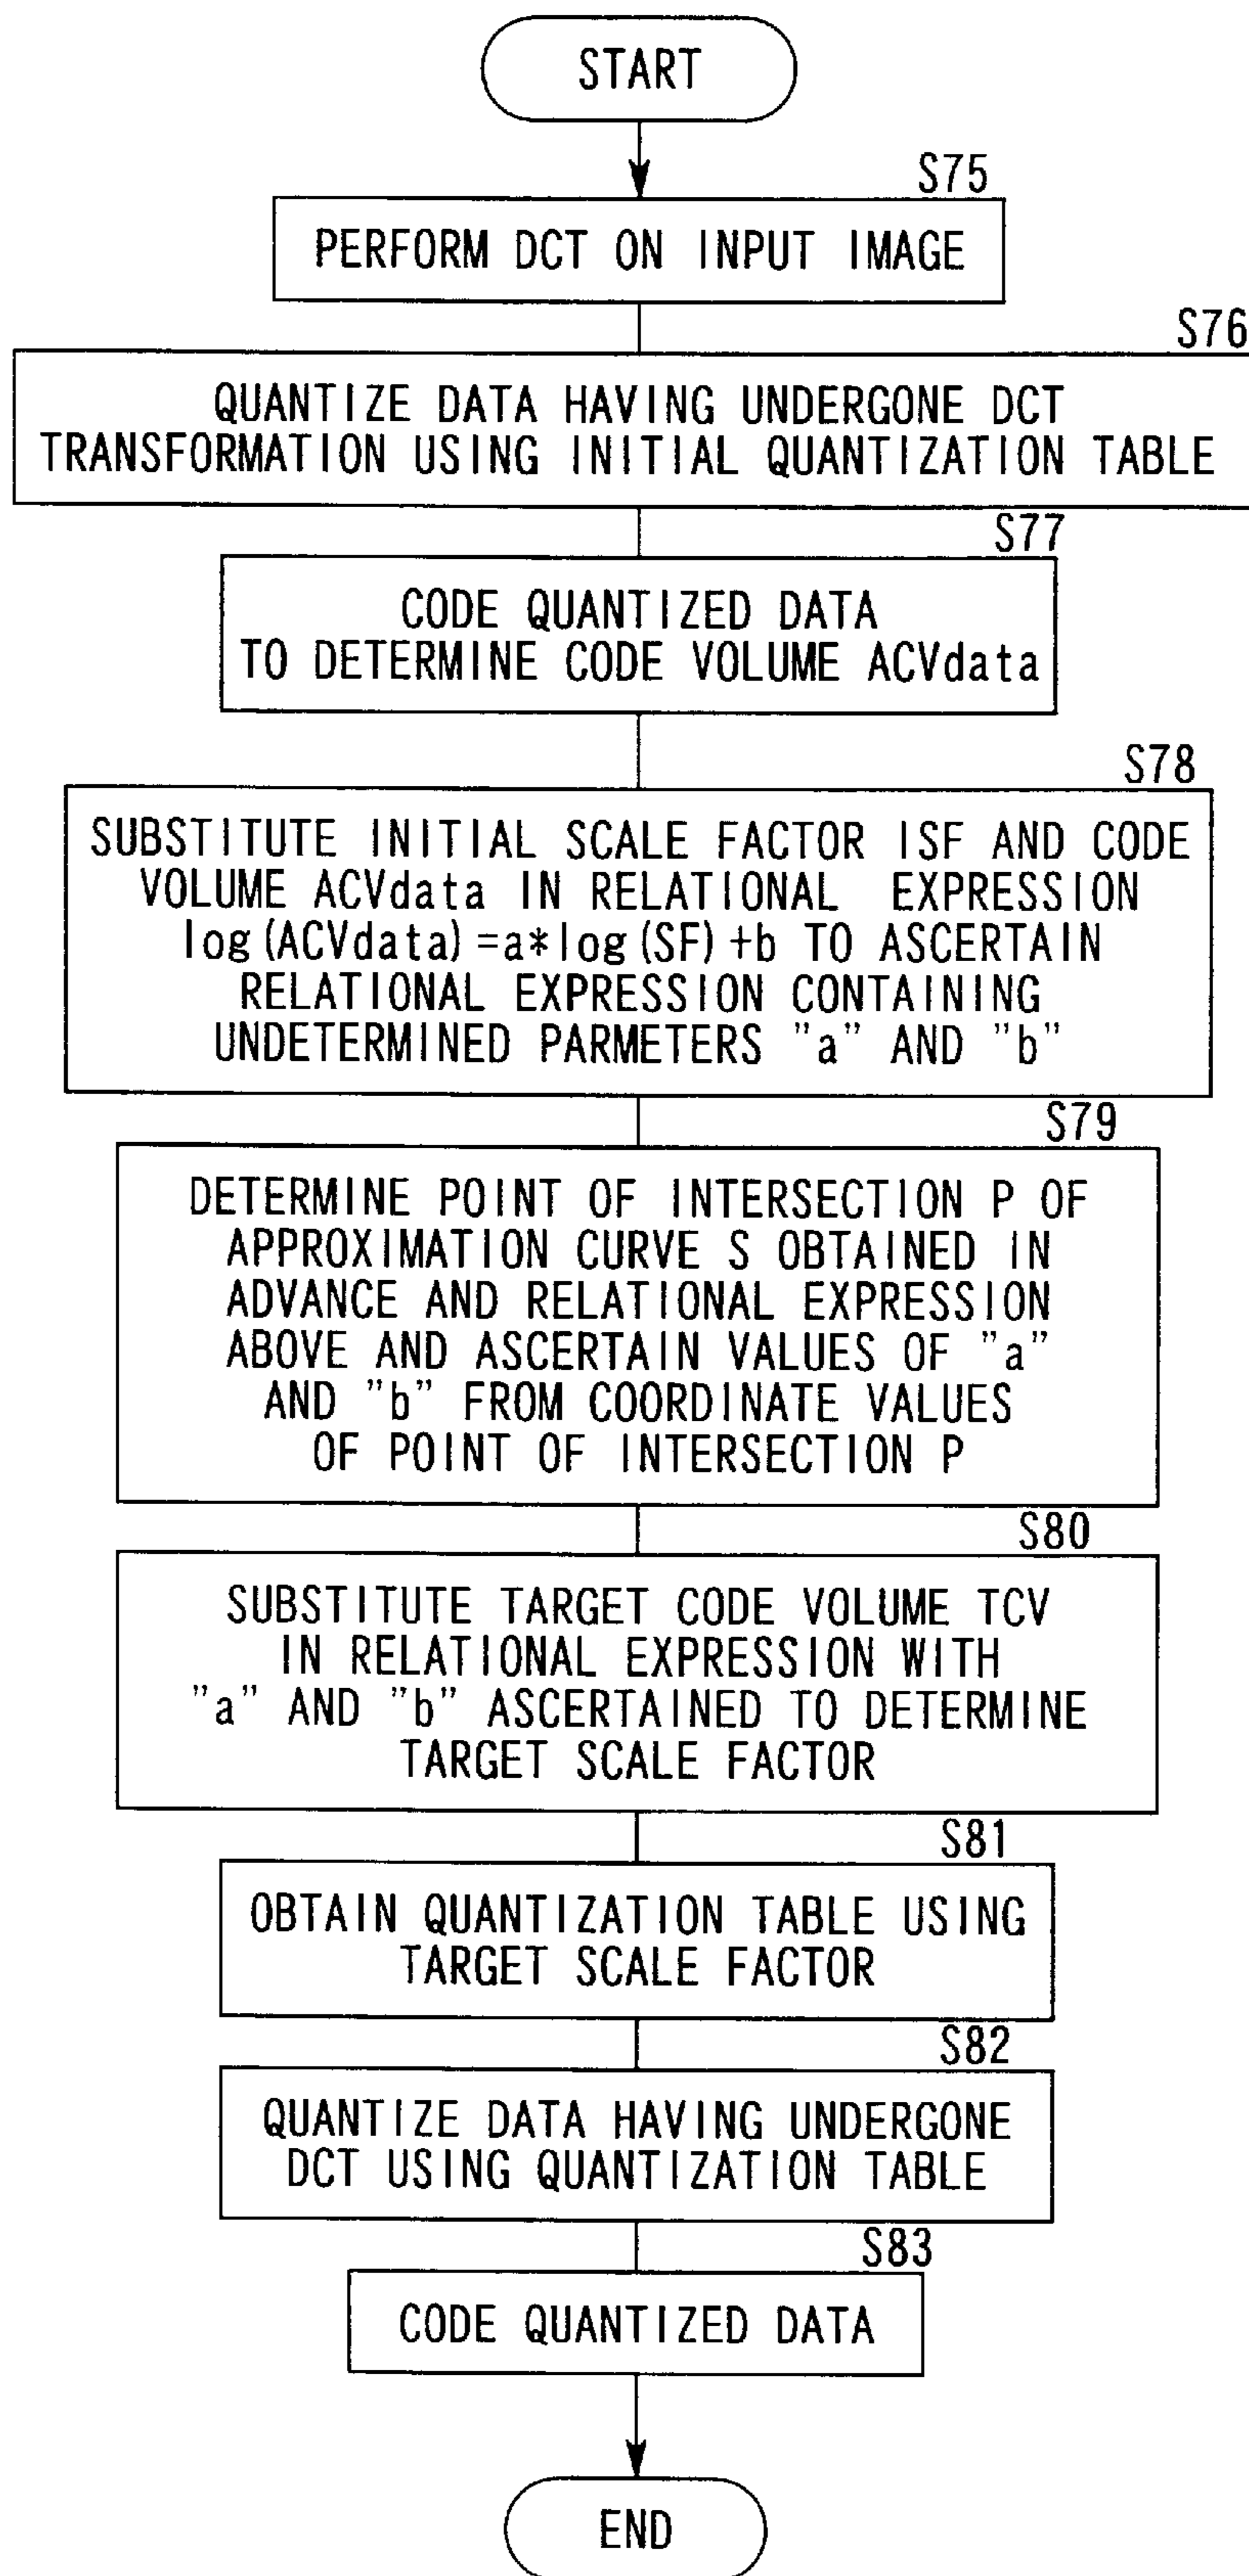 START
S75
PERFORM DCT ON INPUT IMAGE
S76
QUANTIZE DATA HAVING UNDERGONE DCT
TRANSFORMATION USING INITIAL QUANTIZATION TABLE
S77
CODE QUANTIZED DATA
TO DETERMINE CODE VOLUME ACVdata
S78
SUBSTITUTE INITIAL SCALE FACTOR ISF AND CODE
VOLUME ACVdata IN RELATIONAL EXPRESSION
log(ACVdata)=a*log(SF)+b TO ASCERTAIN
RELATIONAL EXPRESSION CONTAINING
UNDETERMINED PARMETERS "a" AND "b"
S79
DETERMINE POINT OF INTERSECTION P OF
APPROXIMATION CURVE S OBTAINED IN
ADVANCE AND RELATIONAL EXPRESSION
ABOVE AND ASCERTAIN VALUES OF "a"
AND "b" FROM COORDINATE VALUES
OF POINT OF INTERSECTION P
S80
SUBSTITUTE TARGET CODE VOLUME TCV
IN RELATIONAL EXPRESSION WITH
"a" AND "b" ASCERTAINED TO DETERMINE
TARGET SCALE FACTOR
S81
OBTAIN QUANTIZATION TABLE USING
TARGET SCALE FACTOR
S82
QUANTIZE DATA HAVING UNDERGONE
DCT USING QUANTIZATION TABLE
S83
CODE QUANTIZED DATA
END